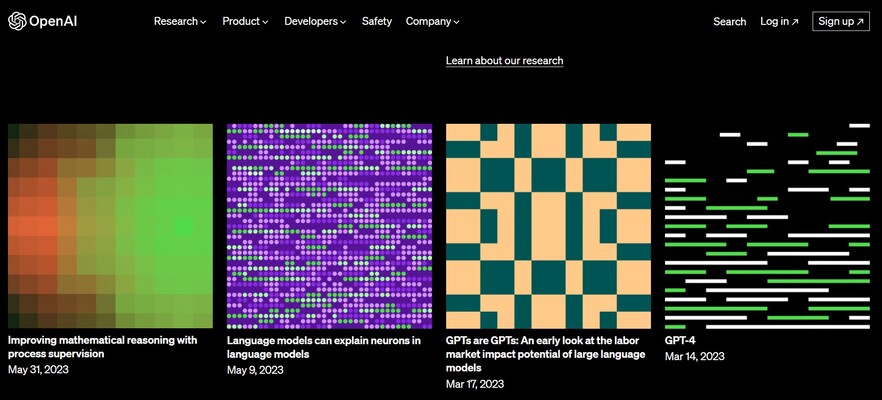 OpenAI
Research
Product
Developers
Safety
Company
Search
Log in ↗
Sign up ↗
Learn about our research
Improving mathematical reasoning with
process supervision
May 31, 2023
Language models can explain neurons in
language models
May 9, 2023
GPTs are GPTs: An early look at the labor
market impact potential of large language
models
Mar 17, 2023
GPT-4
Mar 14, 2023